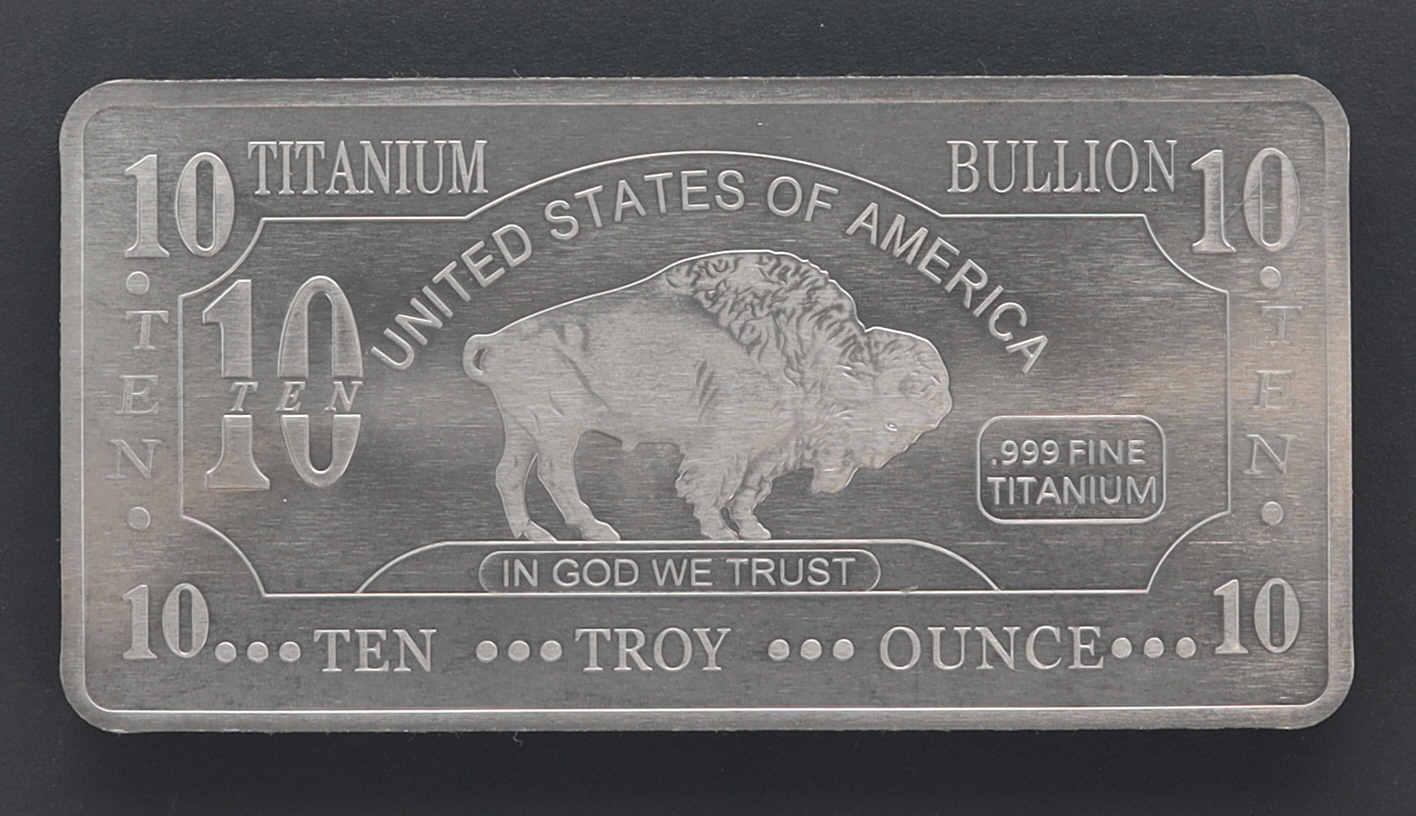 10 TITANIUM BULLION 10
UNITED STATES OF AMERICA
10
TEN
• TEN •
• TEN •
.999 FINE
TITANIUM
IN GOD WE TRUST
10...TEN ...TROY ...OUNCE...10